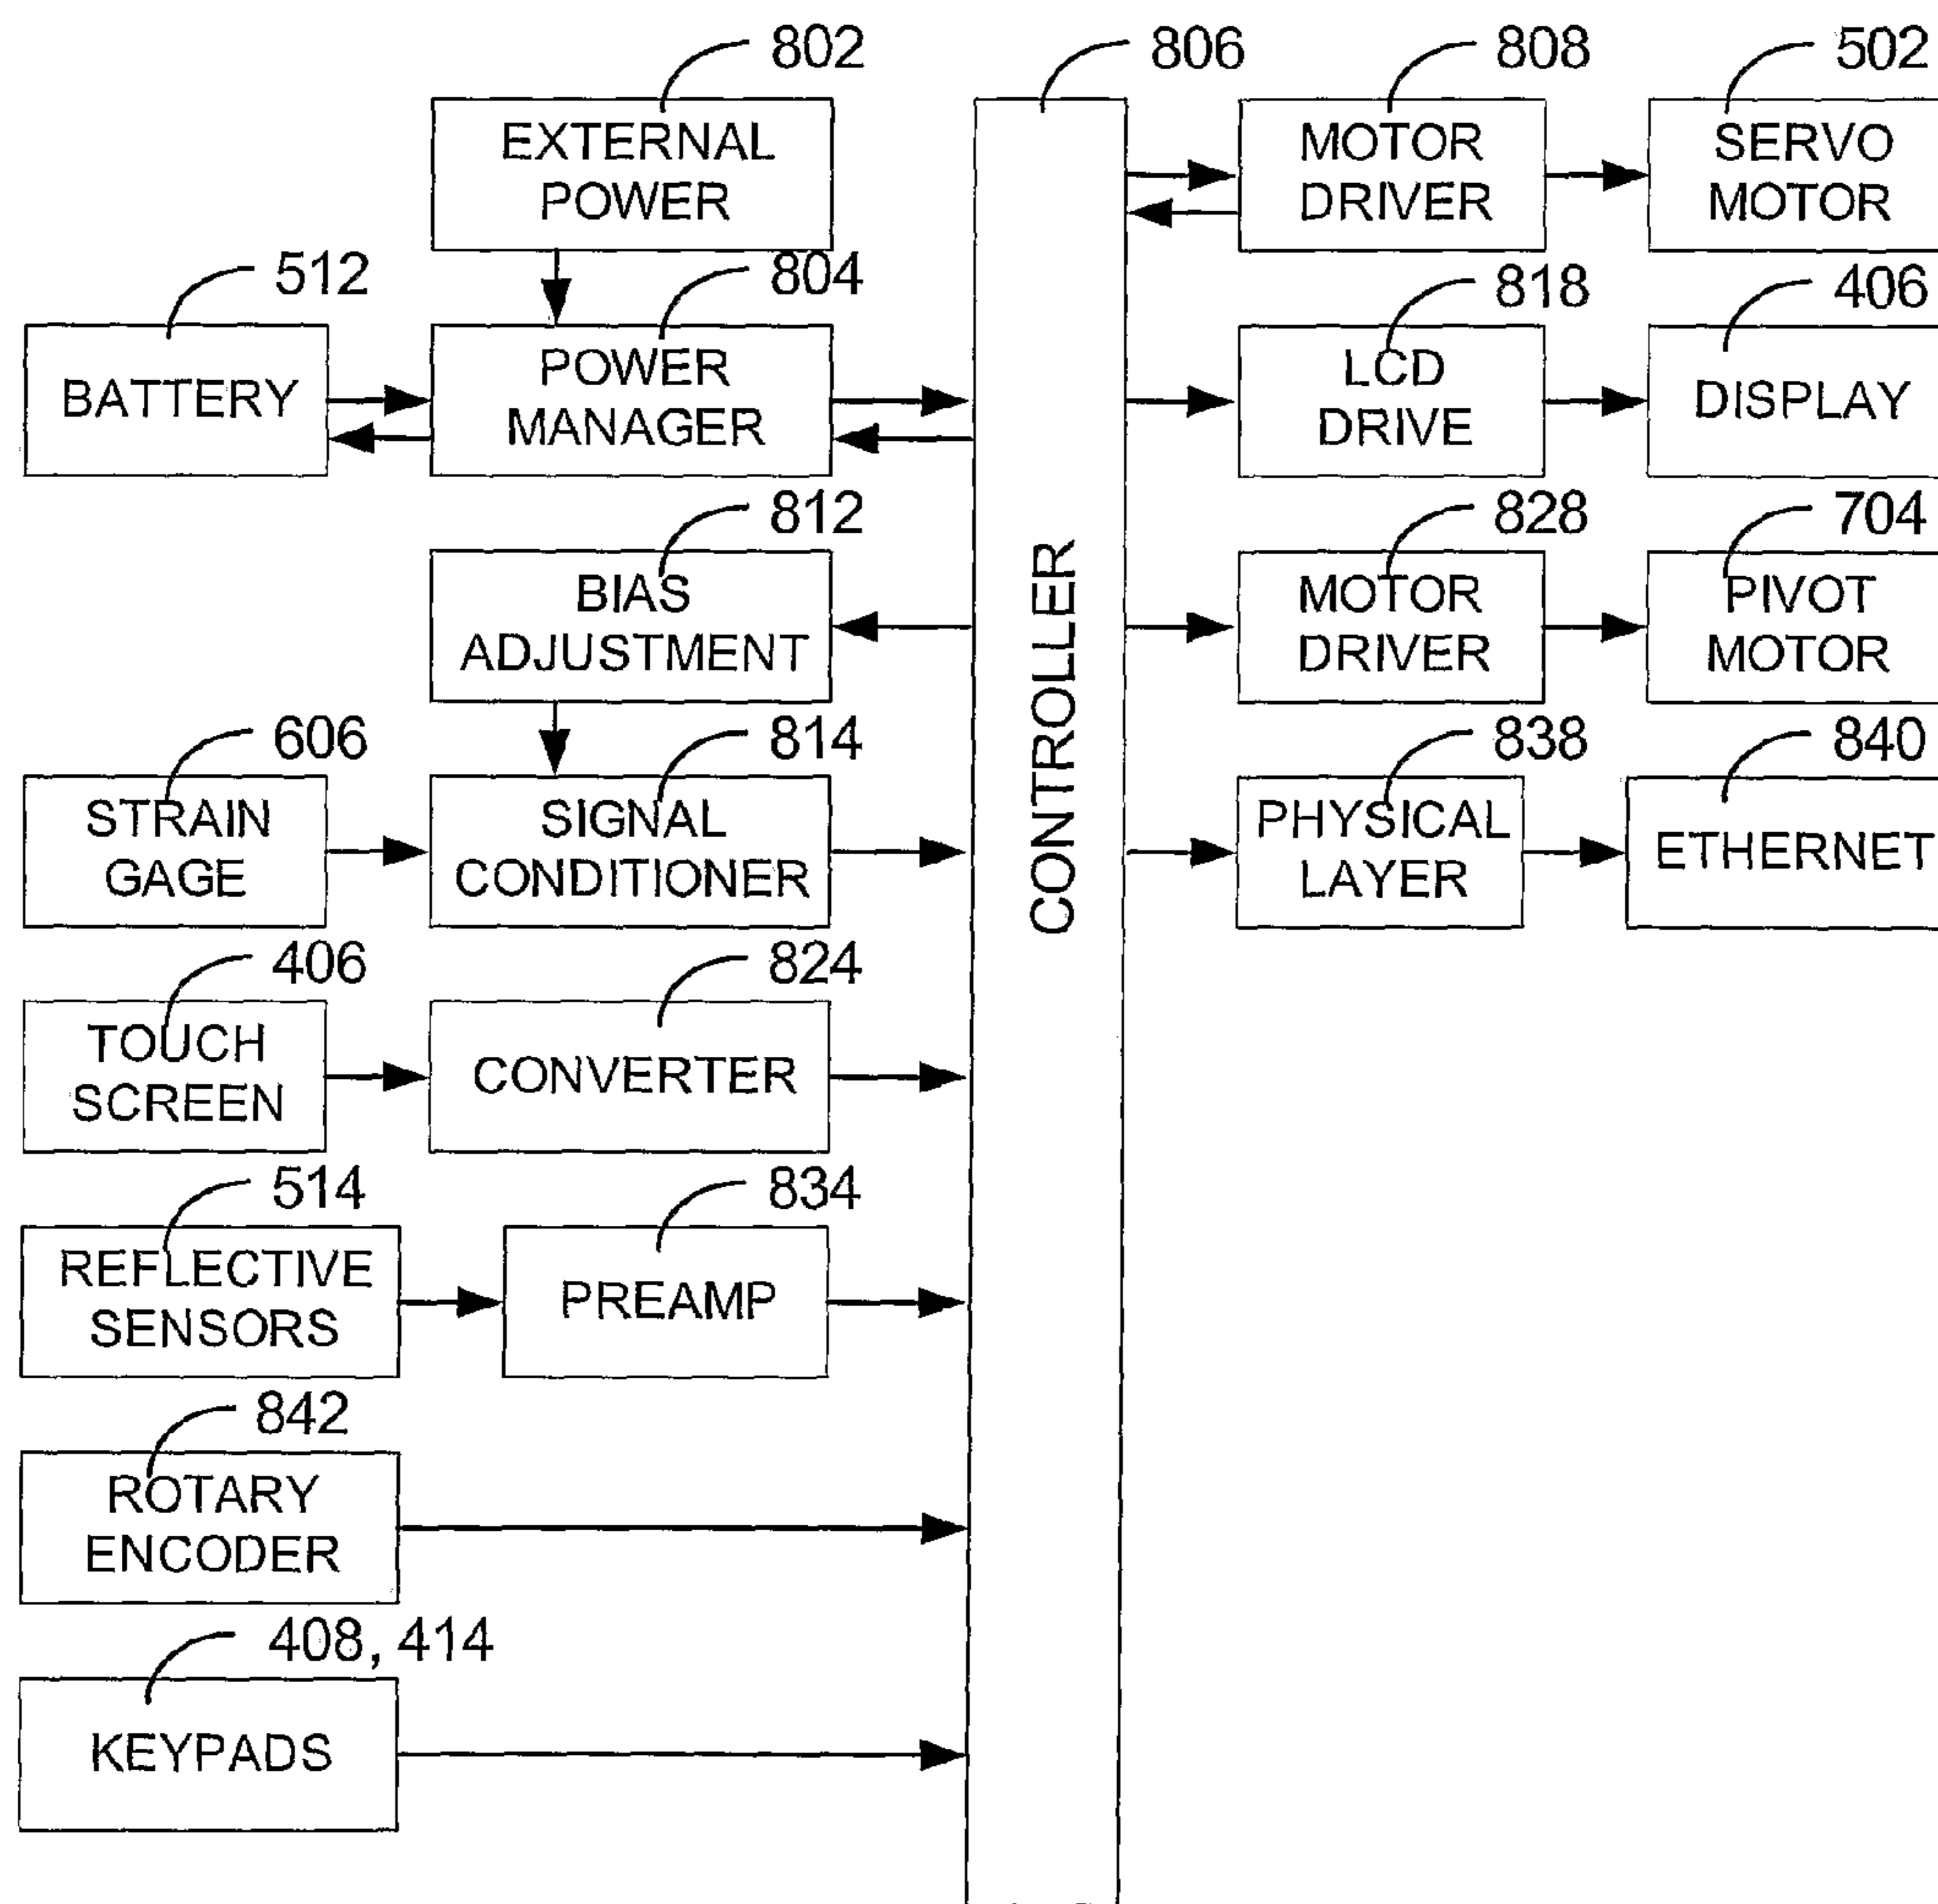 802
806
808
502
EXTERNAL
POWER
MOTOR
DRIVER
SERVO
MOTOR
512
804
818
406
BATTERY
POWER
MANAGER
LCD
DRIVE
DISPLAY
812
828
704
BIAS
ADJUSTMENT
CONTROLLER
MOTOR
DRIVER
PIVOT
MOTOR
606
814
838
840
STRAIN
GAGE
SIGNAL
CONDITIONER
PHYSICAL
LAYER
ETHERNET
406
824
TOUCH
SCREEN
CONVERTER
514
834
REFLECTIVE
SENSORS
PREAMP
842
ROTARY
ENCODER
408, 414
KEYPADS